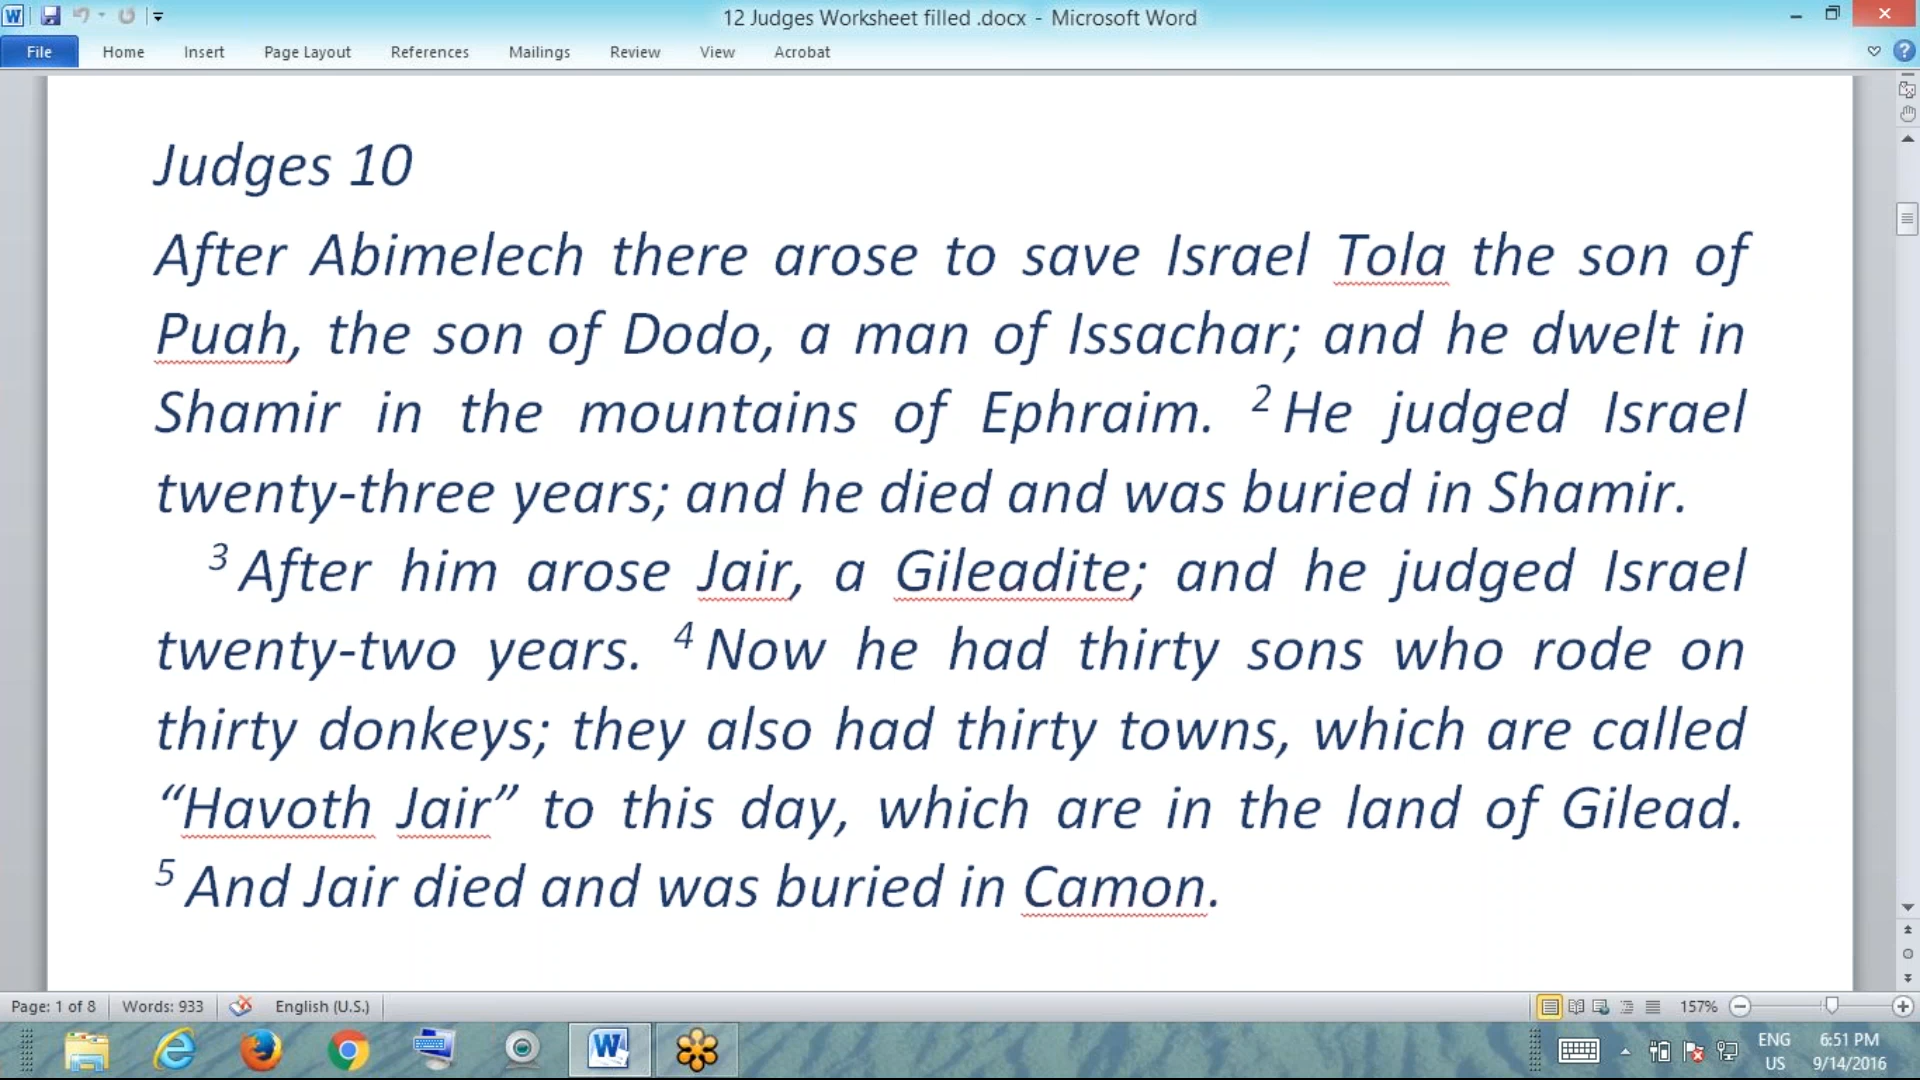 12 Judges Worksheet filled .docx - Microsoft Word
File Home Insert Page Layout References Mailings Review View Acrobat
Judges 10
After Abimelech there arose to save Israel Tola the son of
Puah, the son of Dodo, a man of Issachar; and he dwelt in
Shamir in the mountains of Ephraim. 2 He judged Israel
twenty-three years; and he died and was buried in Shamir.
3 After him arose Jair, a Gileadite; and he judged Israel
twenty-two years. 4 Now he had thirty sons who rode on
thirty donkeys; they also had thirty towns, which are called
“Havoth Jair” to this day, which are in the land of Gilead.
5 And Jair died and was buried in Camon.
Page: 1 of 8 Words: 933 English (U.S.) 157%
ENG 6:51 PM
US 9/14/2016